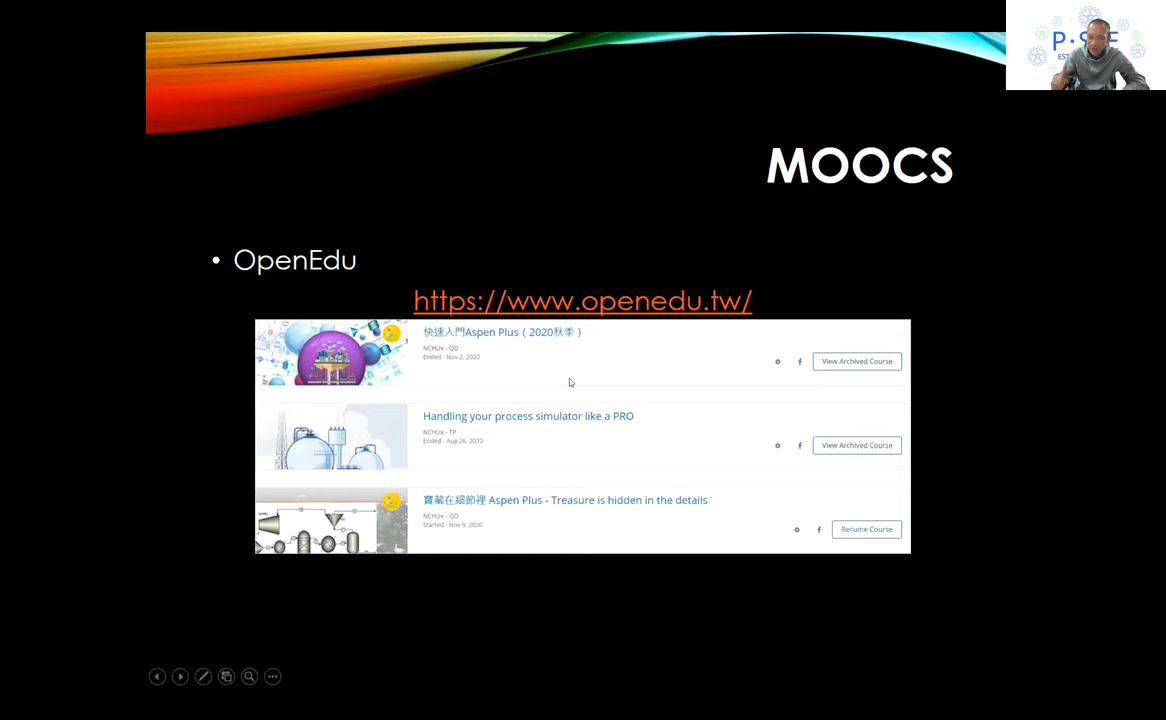 P·S·E
MOOCS
• OpenEdu
https://www.openedu.tw/
快速入門Aspen Plus ( 2020秋季 )
NCHUx - QD
Ended - Nov 2, 2020
View Archived Course
Handling your process simulator like a PRO
NCHUx - TP
Ended - Aug 26, 2020
View Archived Course
寶藏在細節裡 Aspen Plus - Treasure is hidden in the details
NCHUx - QD
Started - Nov 9, 2020
Resume Course